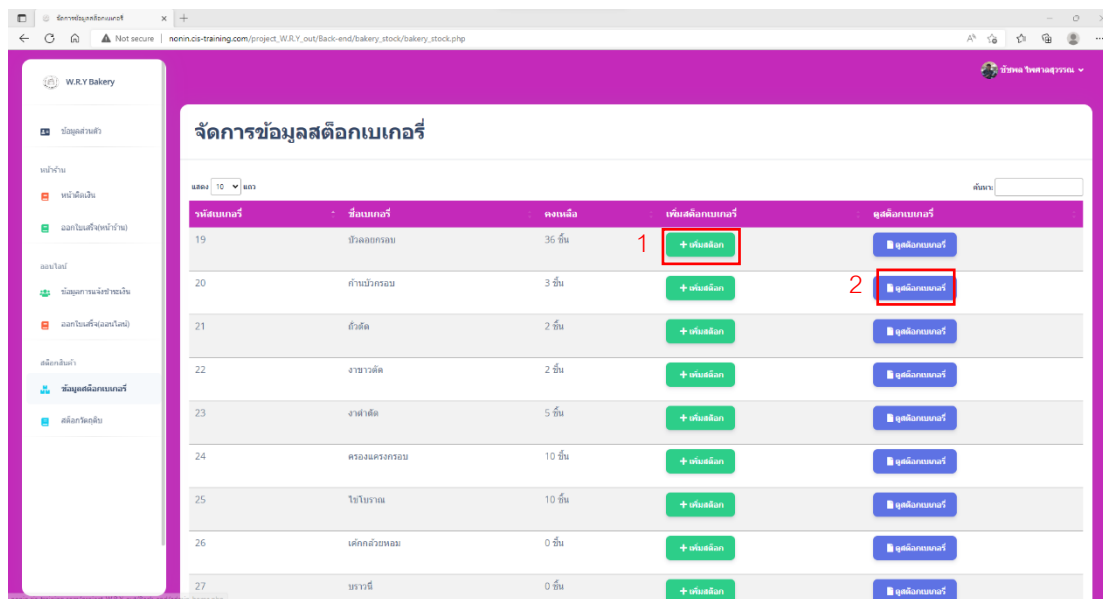 จัดการข้อมูลสต็อกเบเกอรี่
Not secure
nonin.cis-training.com/project_W.R.Y_out/Back-end/bakery_stock/bakery_stock.php
W.R.Y Bakery
ข้อมูลส่วนตัว
หน้าร้าน
หน้าคิดเงิน
ออกใบเสร็จ(หน้าร้าน)
ออนไลน์
ข้อมูลการแจ้งชำระเงิน
ออกใบเสร็จ(ออนไลน์)
สต็อกสินค้า
ข้อมูลสต็อกเบเกอรี่
สต็อกวัตถุดิบ
จัดการข้อมูลสต็อกเบเกอรี่
แสดง 10 แถว
ค้นหา:
รหัสเบเกอรี่ ชื่อเบเกอรี่ คงเหลือ เพิ่มสต็อกเบเกอรี่ ดูสต็อกเบเกอรี่
19 บัวลอยกรอบ 36 ชิ้น 1 + เพิ่มสต็อก ดูสต็อกเบเกอรี่
20 ก้านบัวกรอบ 3 ชิ้น + เพิ่มสต็อก 2 ดูสต็อกเบเกอรี่
21 ถั่วตัด 2 ชิ้น + เพิ่มสต็อก ดูสต็อกเบเกอรี่
22 งาขาวตัด 2 ชิ้น + เพิ่มสต็อก ดูสต็อกเบเกอรี่
23 งาดำตัด 5 ชิ้น + เพิ่มสต็อก ดูสต็อกเบเกอรี่
24 ครองแครงกรอบ 10 ชิ้น + เพิ่มสต็อก ดูสต็อกเบเกอรี่
25 ไข่โบราณ 10 ชิ้น + เพิ่มสต็อก ดูสต็อกเบเกอรี่
26 เค้กกล้วยหอม 0 ชิ้น + เพิ่มสต็อก ดูสต็อกเบเกอรี่
27 บราวนี่ 0 ชิ้น + เพิ่มสต็อก ดูสต็อกเบเกอรี่